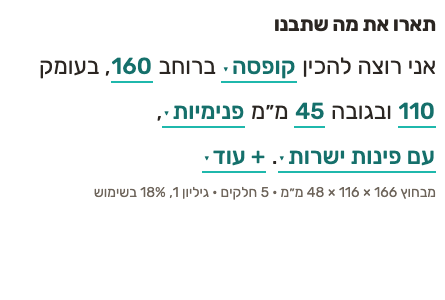 תארו את מה שתבנו
אני רוצה להכין קופסה ▾ ברוחב 160, בעומק
110 ובגובה 45 מ״מ פנימיות ▾,
עם פינות ישרות ▾. + עוד ▾
מבחוץ 166 × 116 × 48 מ״מ • 5 חלקים • גיליון 1, 18% בשימוש